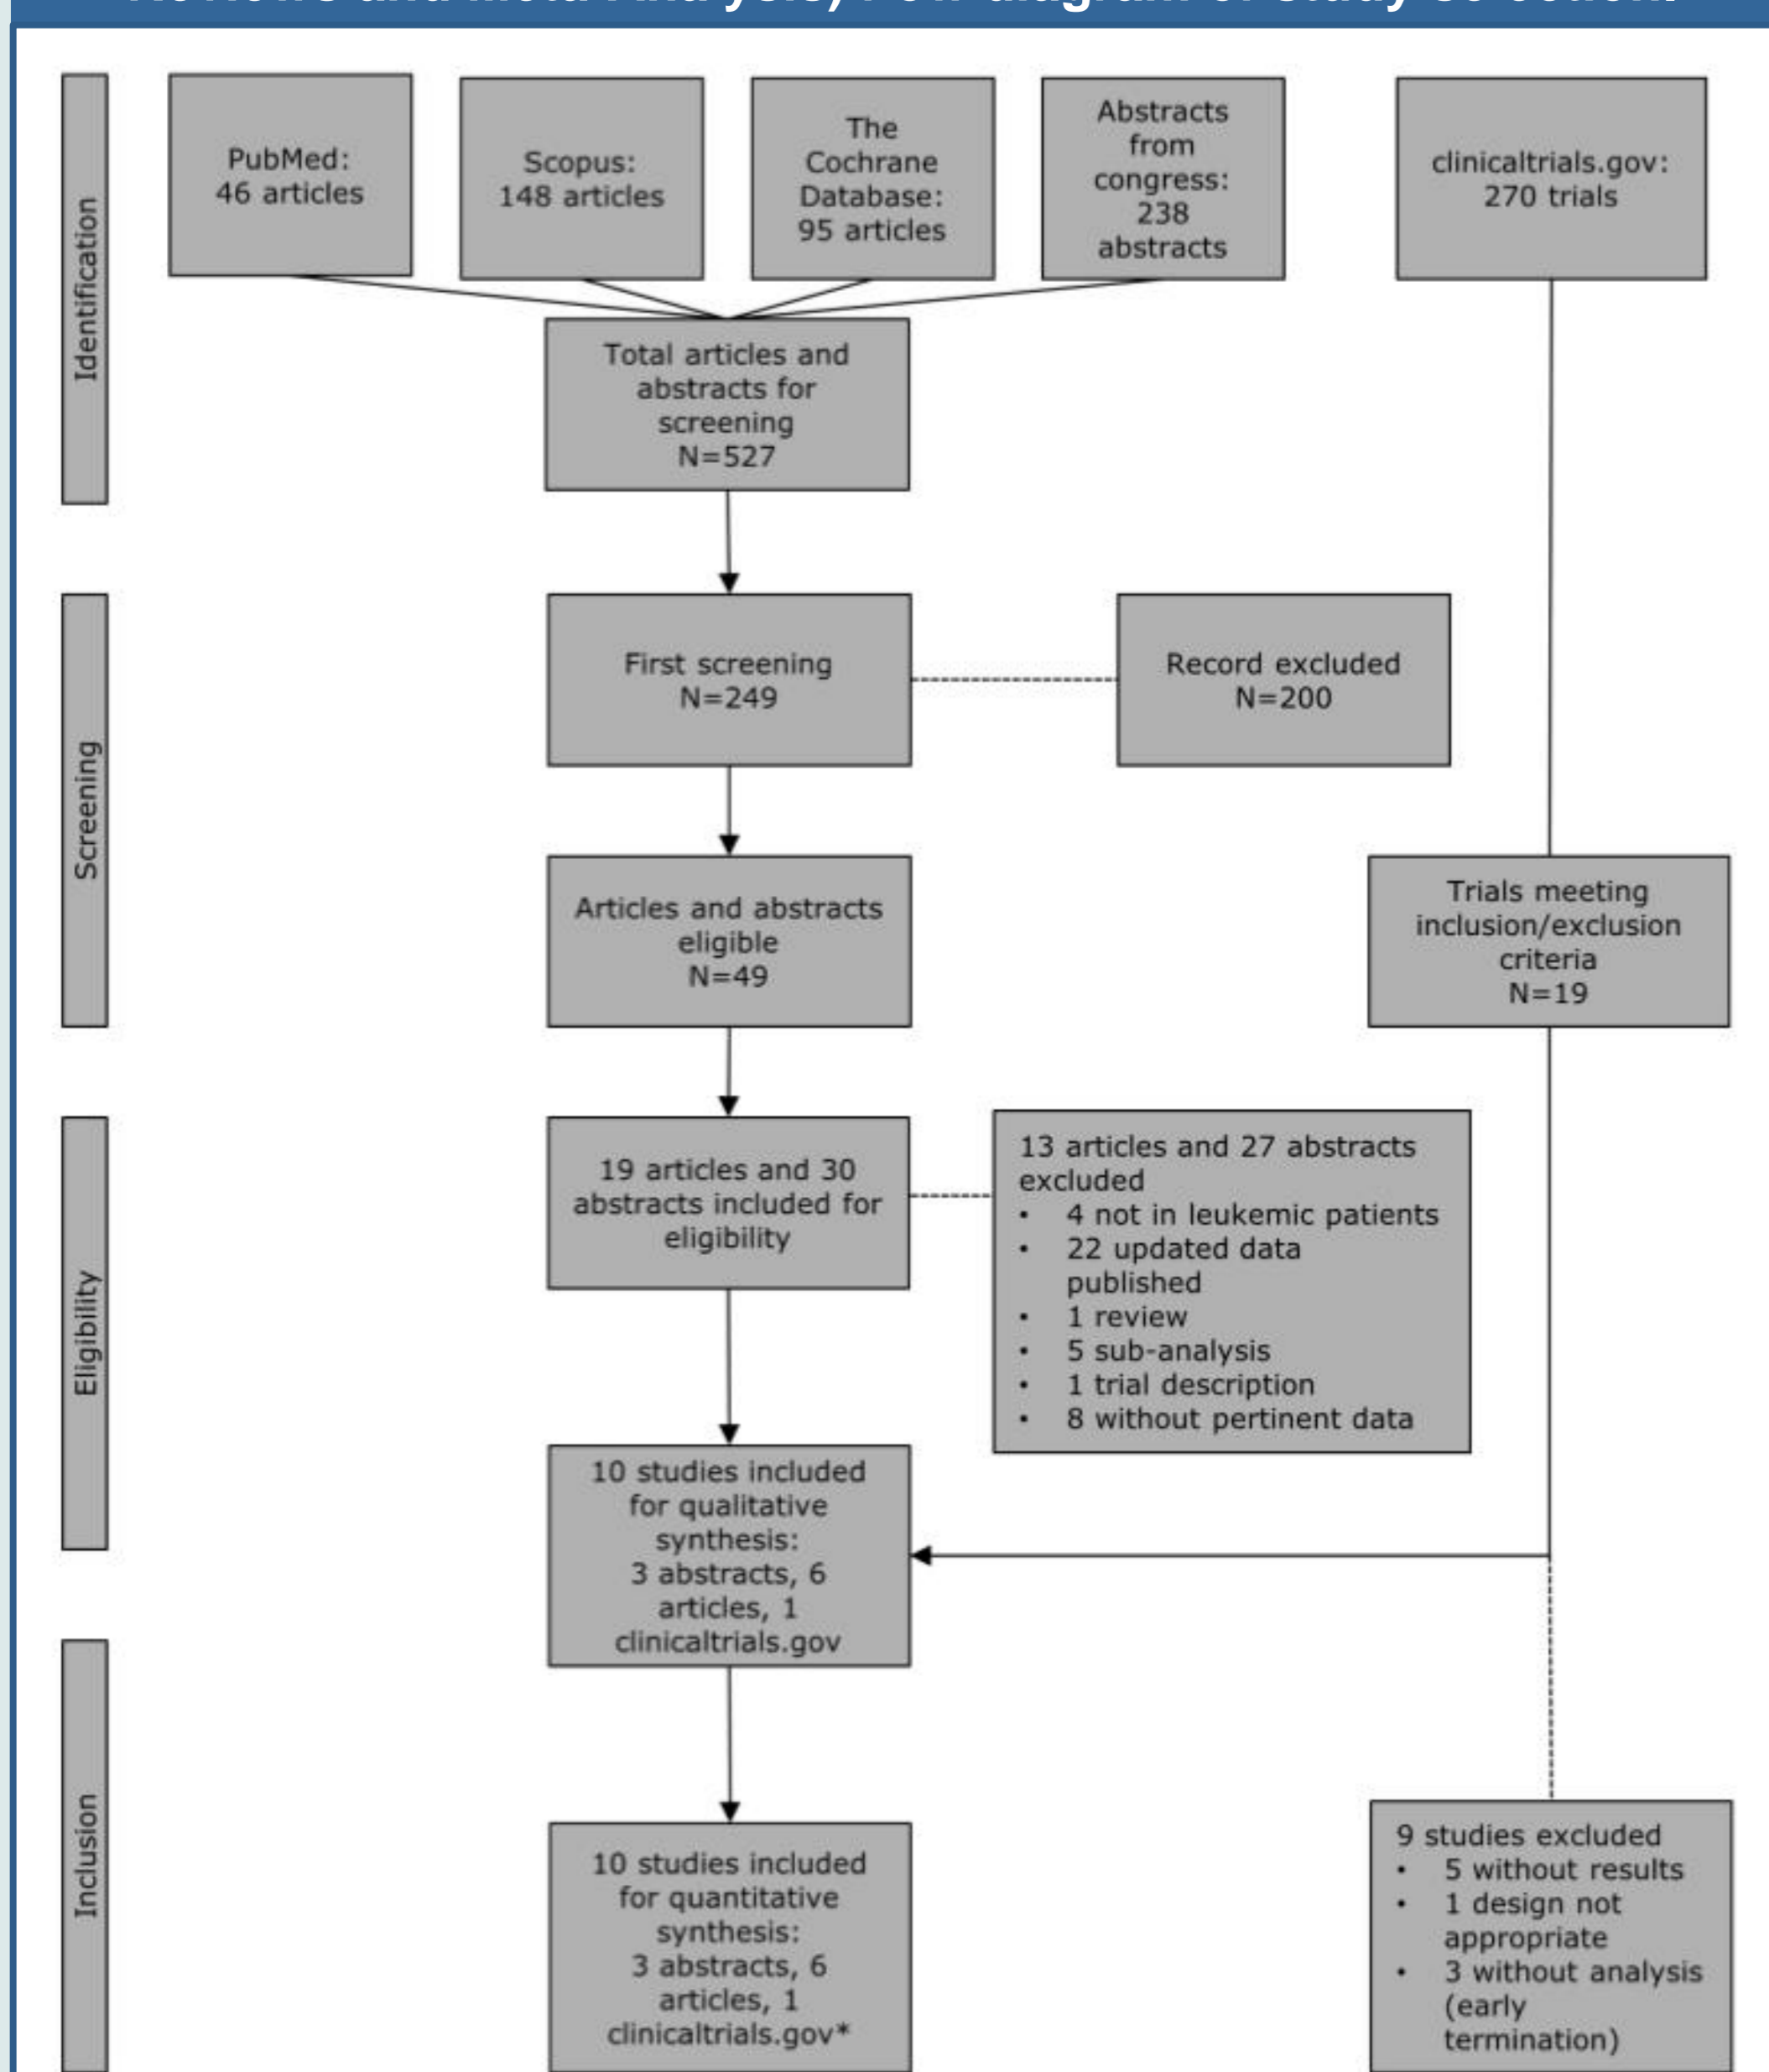 Identification
PubMed:
46 articles
Scopus:
148 articles
The
Cochrane
Database:
95 articles
Abstracts
from
congress:
238
abstracts
clinicaltrials.gov:
270 trials
Total articles and
abstracts for
screening
N=527
Screening
First screening
N=249
Record excluded
N=200
Articles and abstracts
eligible
N=49
Trials meeting
inclusion/exclusion
criteria
N=19
Eligibility
19 articles and 30
abstracts included for
eligibility
13 articles and 27 abstracts
excluded
• 4 not in leukemic patients
• 22 updated data
published
• 1 review
• 5 sub-analysis
• 1 trial description
• 8 without pertinent data
10 studies included
for qualitative
synthesis:
3 abstracts, 6
articles, 1
clinicaltrials.gov
Inclusion
10 studies included
for quantitative
synthesis:
3 abstracts, 6
articles, 1
clinicaltrials.gov*
9 studies excluded
• 5 without results
• 1 design not
appropriate
• 3 without analysis
(early
termination)